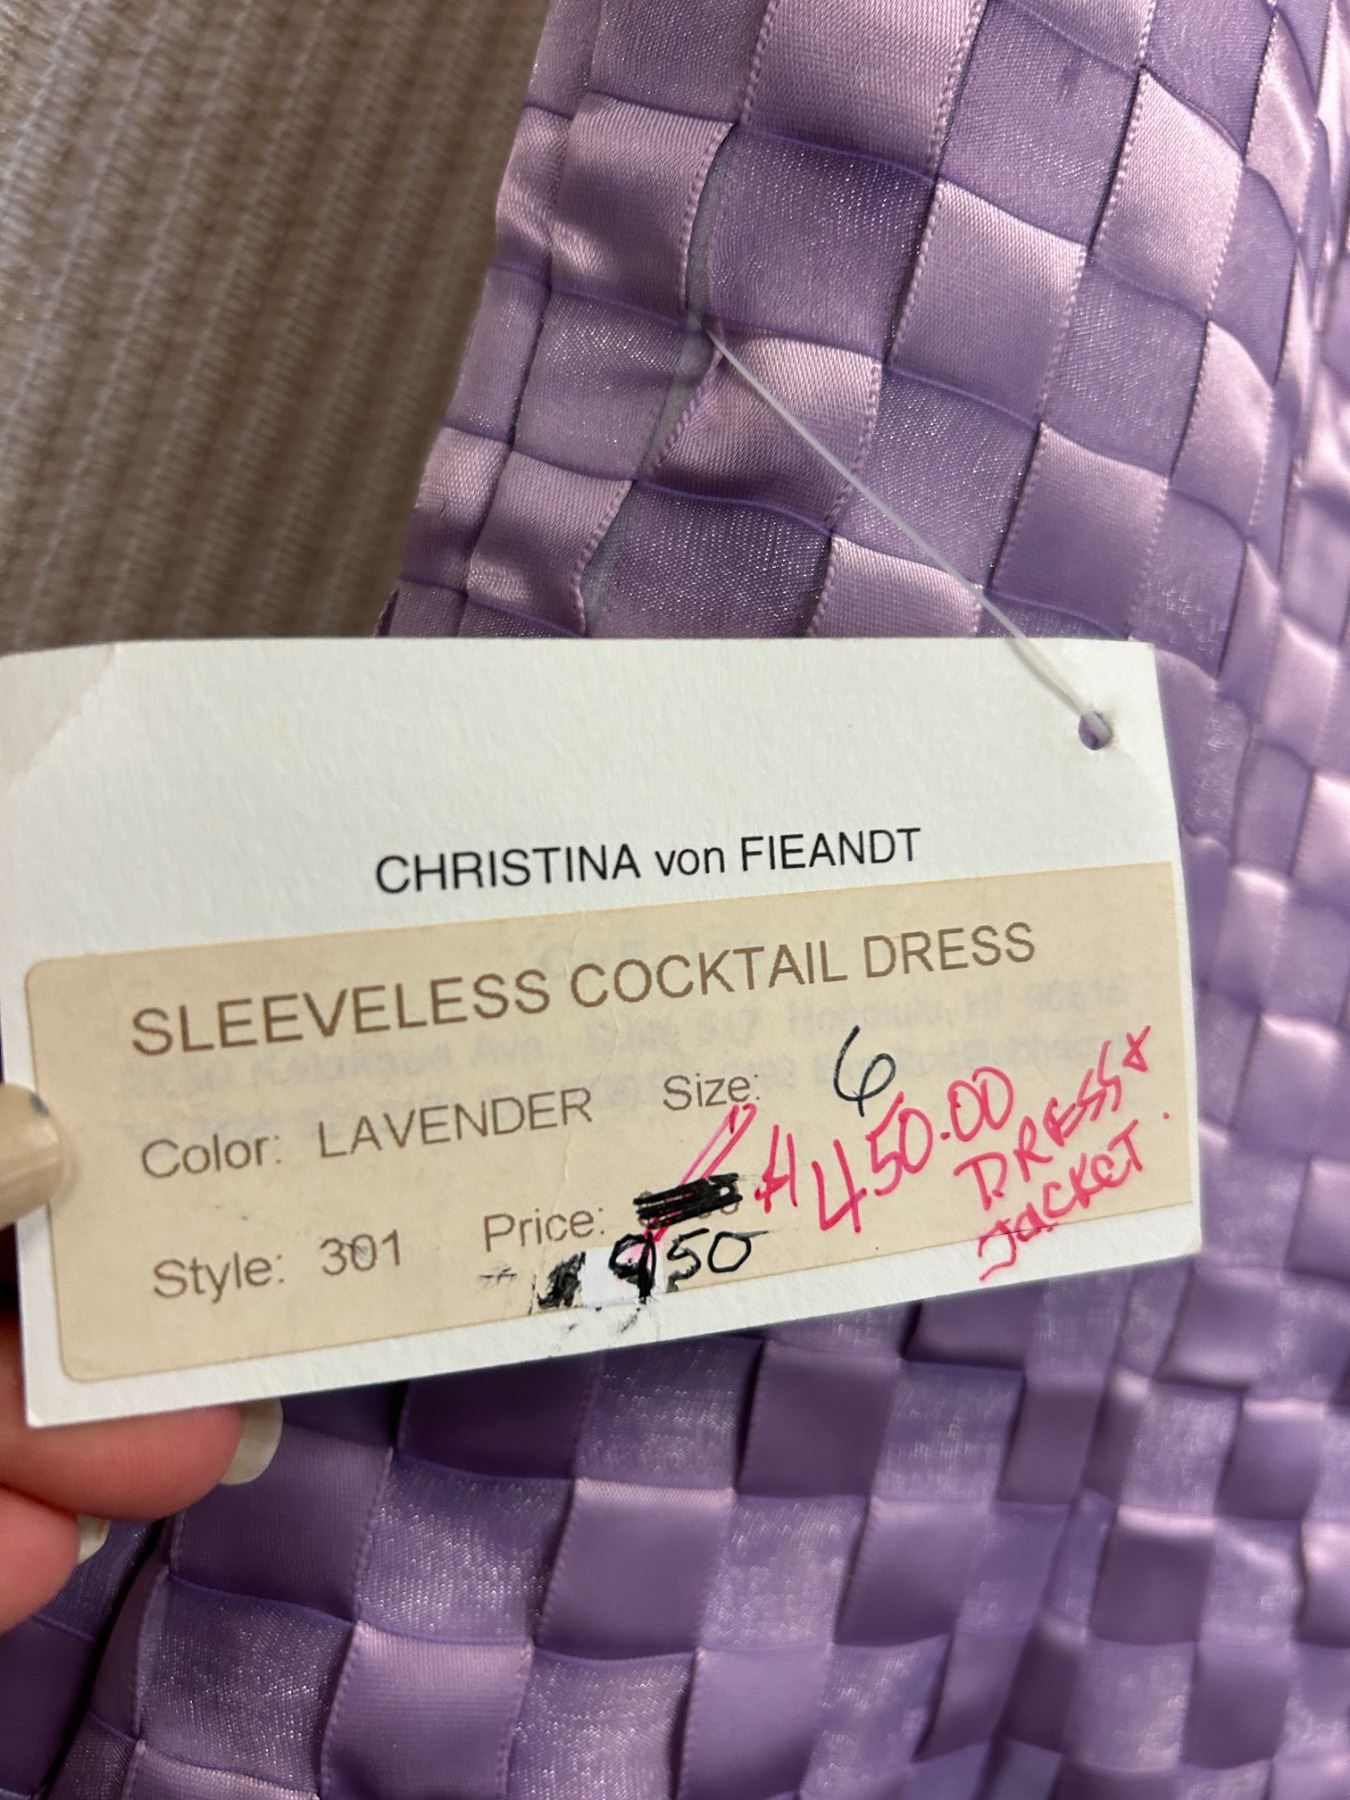 CHRISTINA von FIEANDT
SLEEVELESS COCKTAIL DRESS
Color: LAVENDER Size: 6
Style: 301 Price:
950
450.00
DRESS &
JACKET.